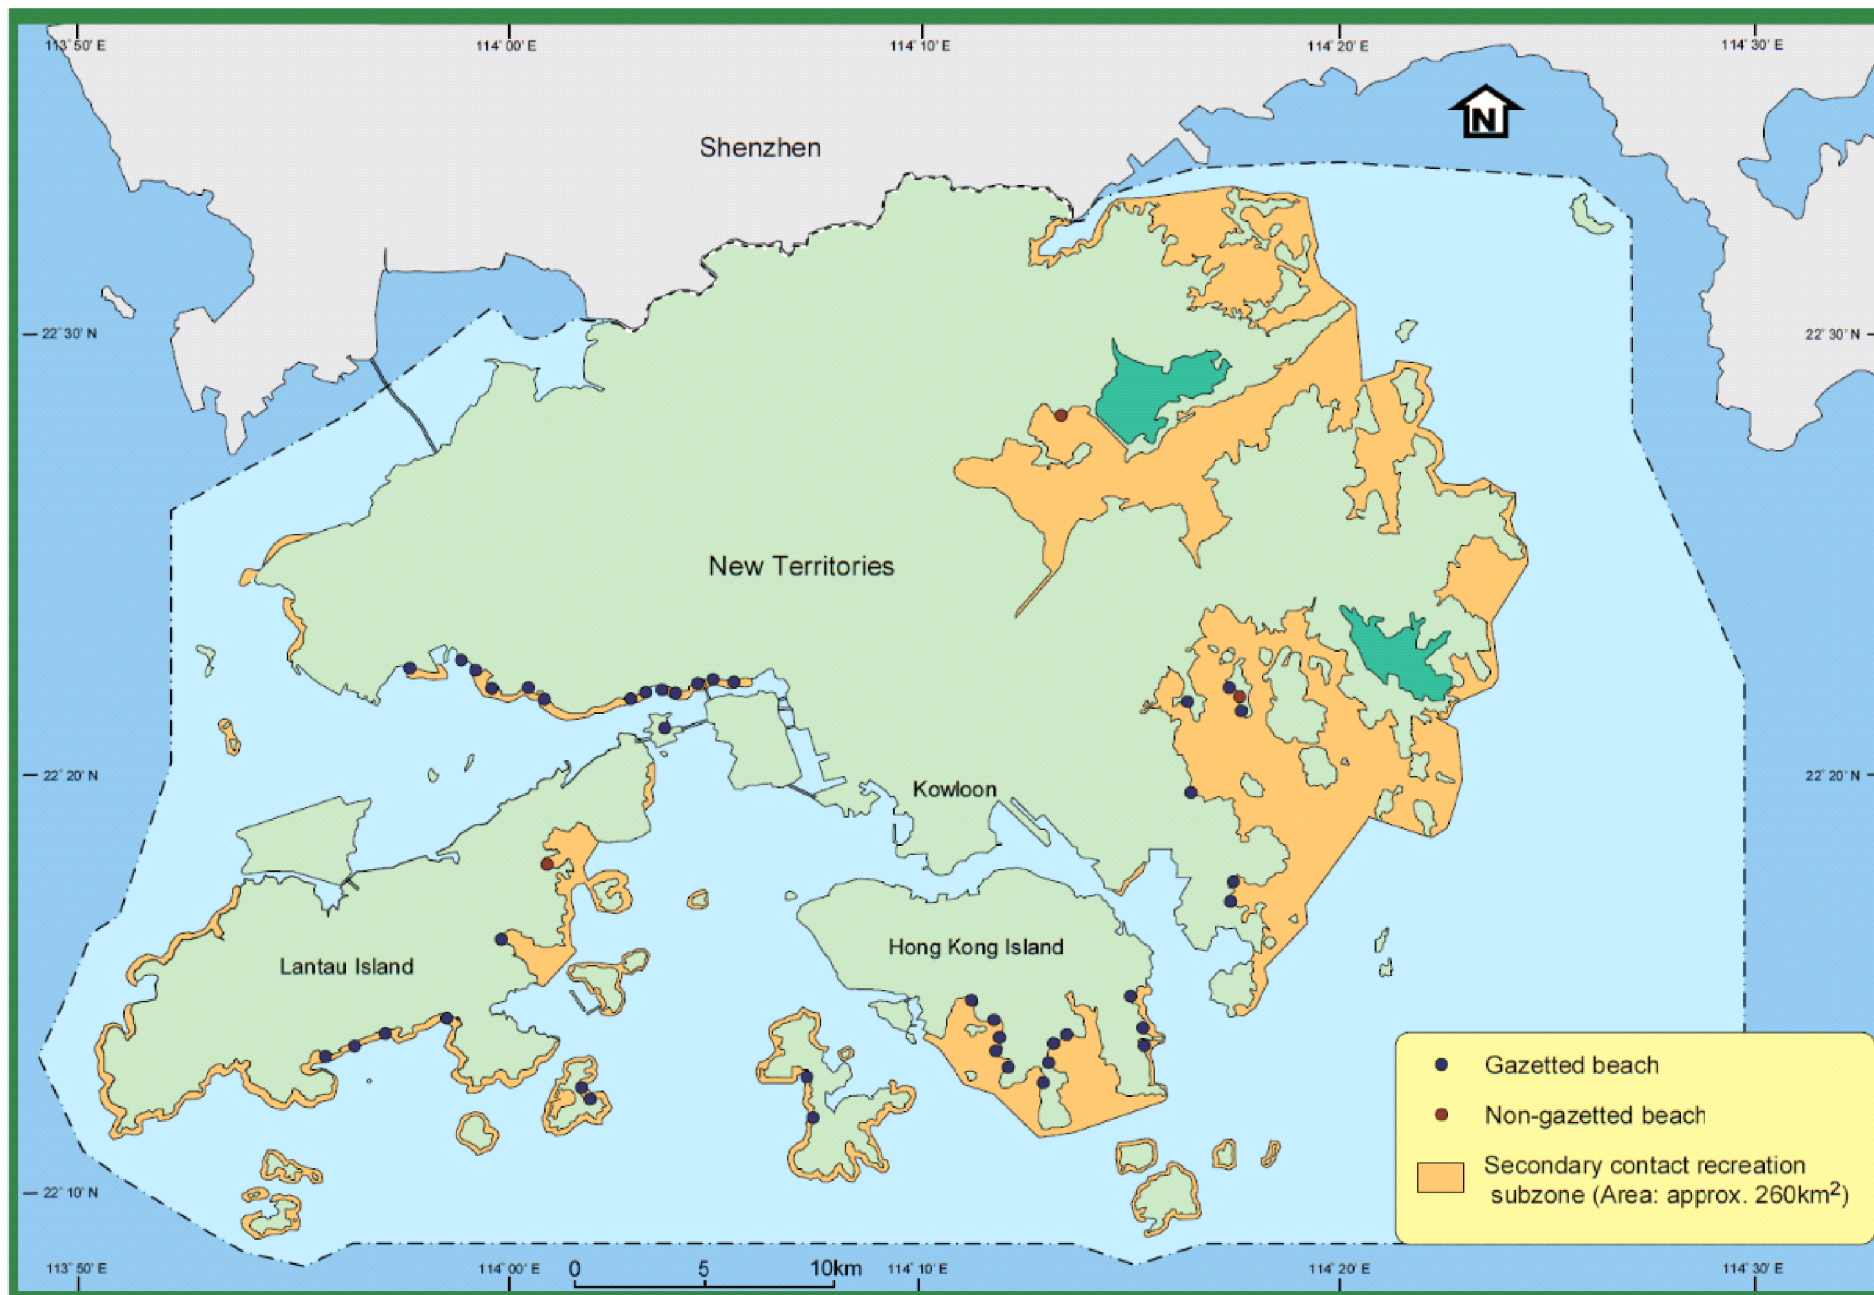 113° 50' E
114° 00' E
114° 10' E
114° 20' E
114° 30' E
N
Shenzhen
22° 30' N
22° 30' N
New Territories
22° 20' N
22° 20' N
Kowloon
Hong Kong Island
Lantau Island
Gazetted beach
Non-gazetted beach
Secondary contact recreation
subzone (Area: approx. 260km²)
22° 10' N
113° 50' E
114° 00' E
0 5 10km
114° 10' E
114° 20' E
114° 30' E